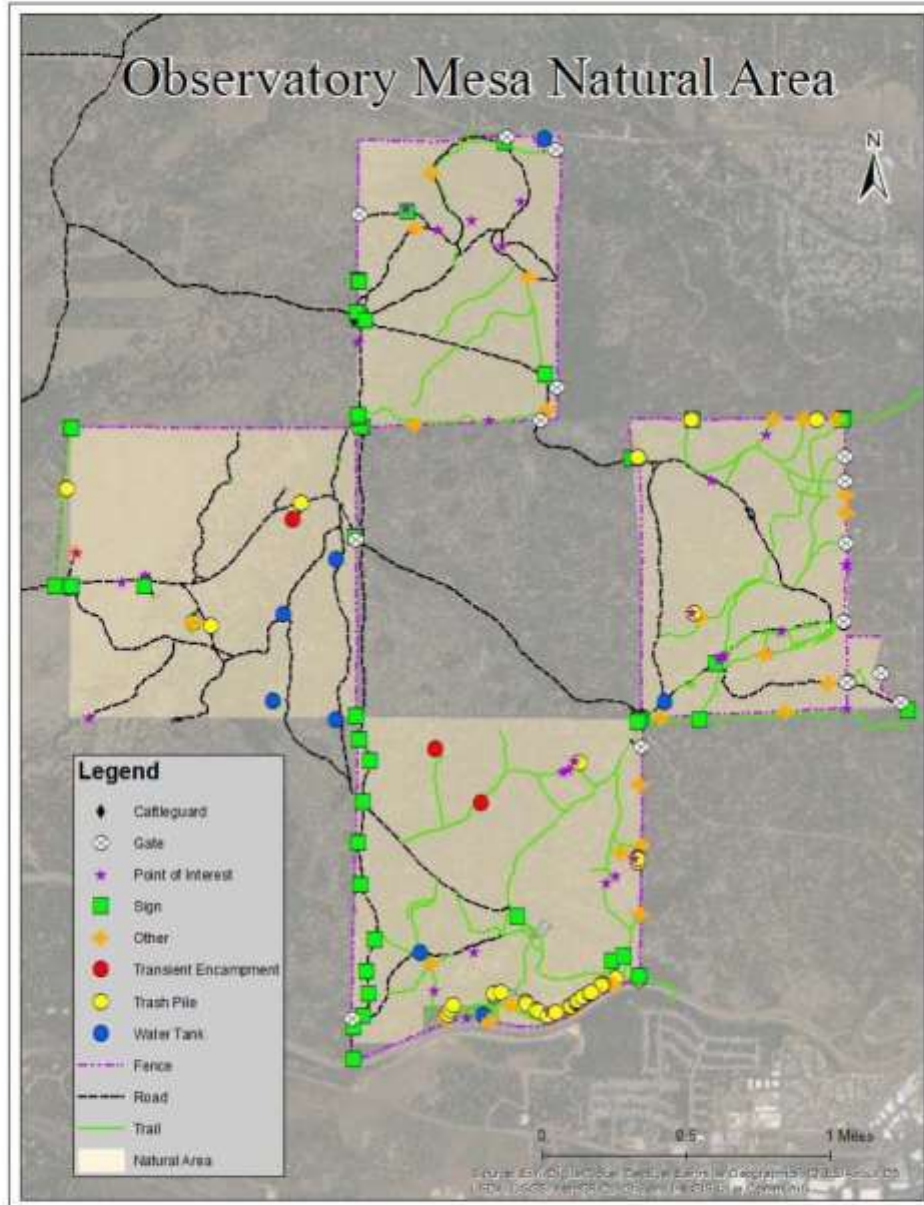 Observatory Mesa Natural Area
N
Legend
Cattleguard
Gate
Point of Interest
Sign
Other
Transient Encampment
Trash Pile
Water Tank
Fence
Road
Trail
Natural Area
0 0.5 1 Miles